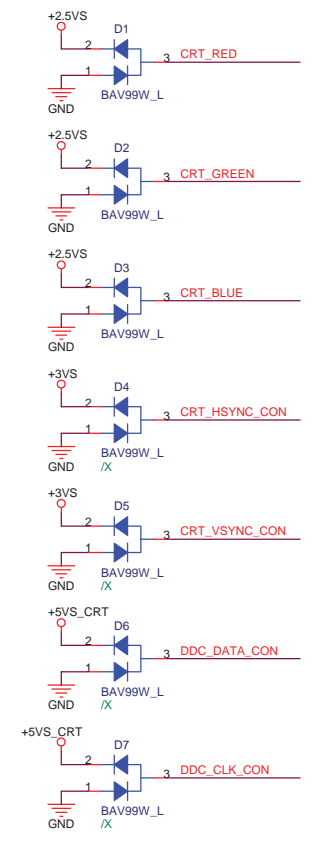 +2.5VS
D1
2
3 CRT_RED
1
BAV99W_L
GND
+2.5VS
D2
2
3 CRT_GREEN
1
BAV99W_L
GND
+2.5VS
D3
2
3 CRT_BLUE
1
BAV99W_L
GND
+3VS
D4
2
3 CRT_HSYNC_CON
1
BAV99W_L
GND /X
+3VS
D5
2
3 CRT_VSYNC_CON
1
BAV99W_L
GND /X
+5VS_CRT
D6
2
3 DDC_DATA_CON
1
BAV99W_L
GND /X
+5VS_CRT
D7
2
3 DDC_CLK_CON
1
BAV99W_L
GND /X